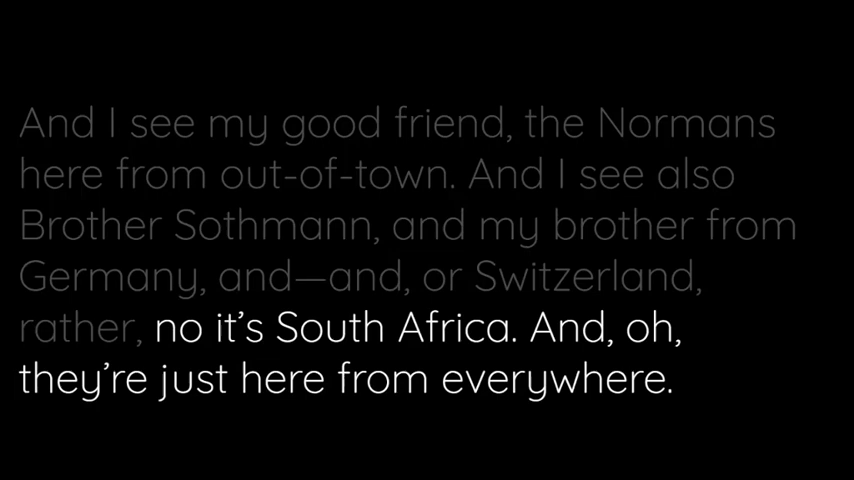 And I see my good friend, the Normans
here from out-of-town. And I see also
Brother Sothmann, and my brother from
Germany, and—and, or Switzerland,
rather, no it's South Africa. And, oh,
they're just here from everywhere.